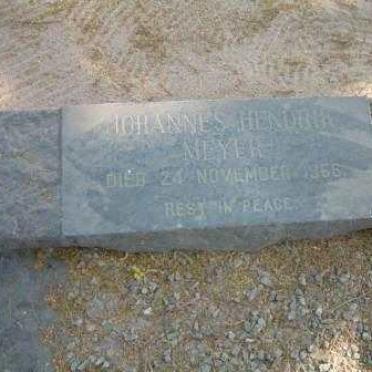 JOHANNES HENDRIK
MEYER
DIED 24 NOVEMBER 1966.
REST IN PEACE